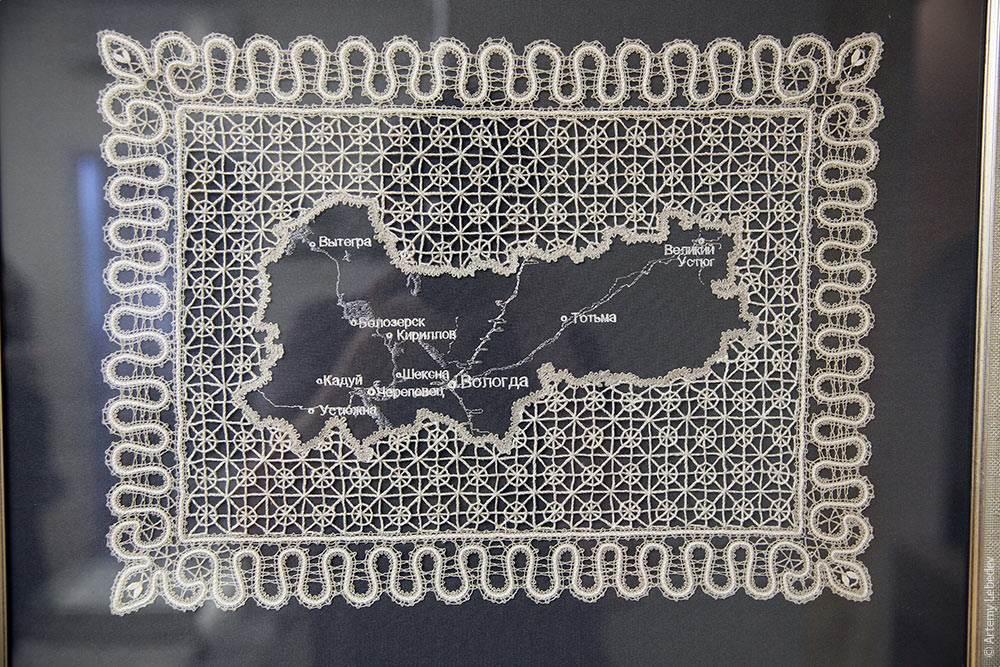 Вытегра
Великий
Устюг
Белозерск
Тотьма
Кириллов
Шексна
Кадуй
Вологда
Череповец
Устюжна
© Artemy Lebedev